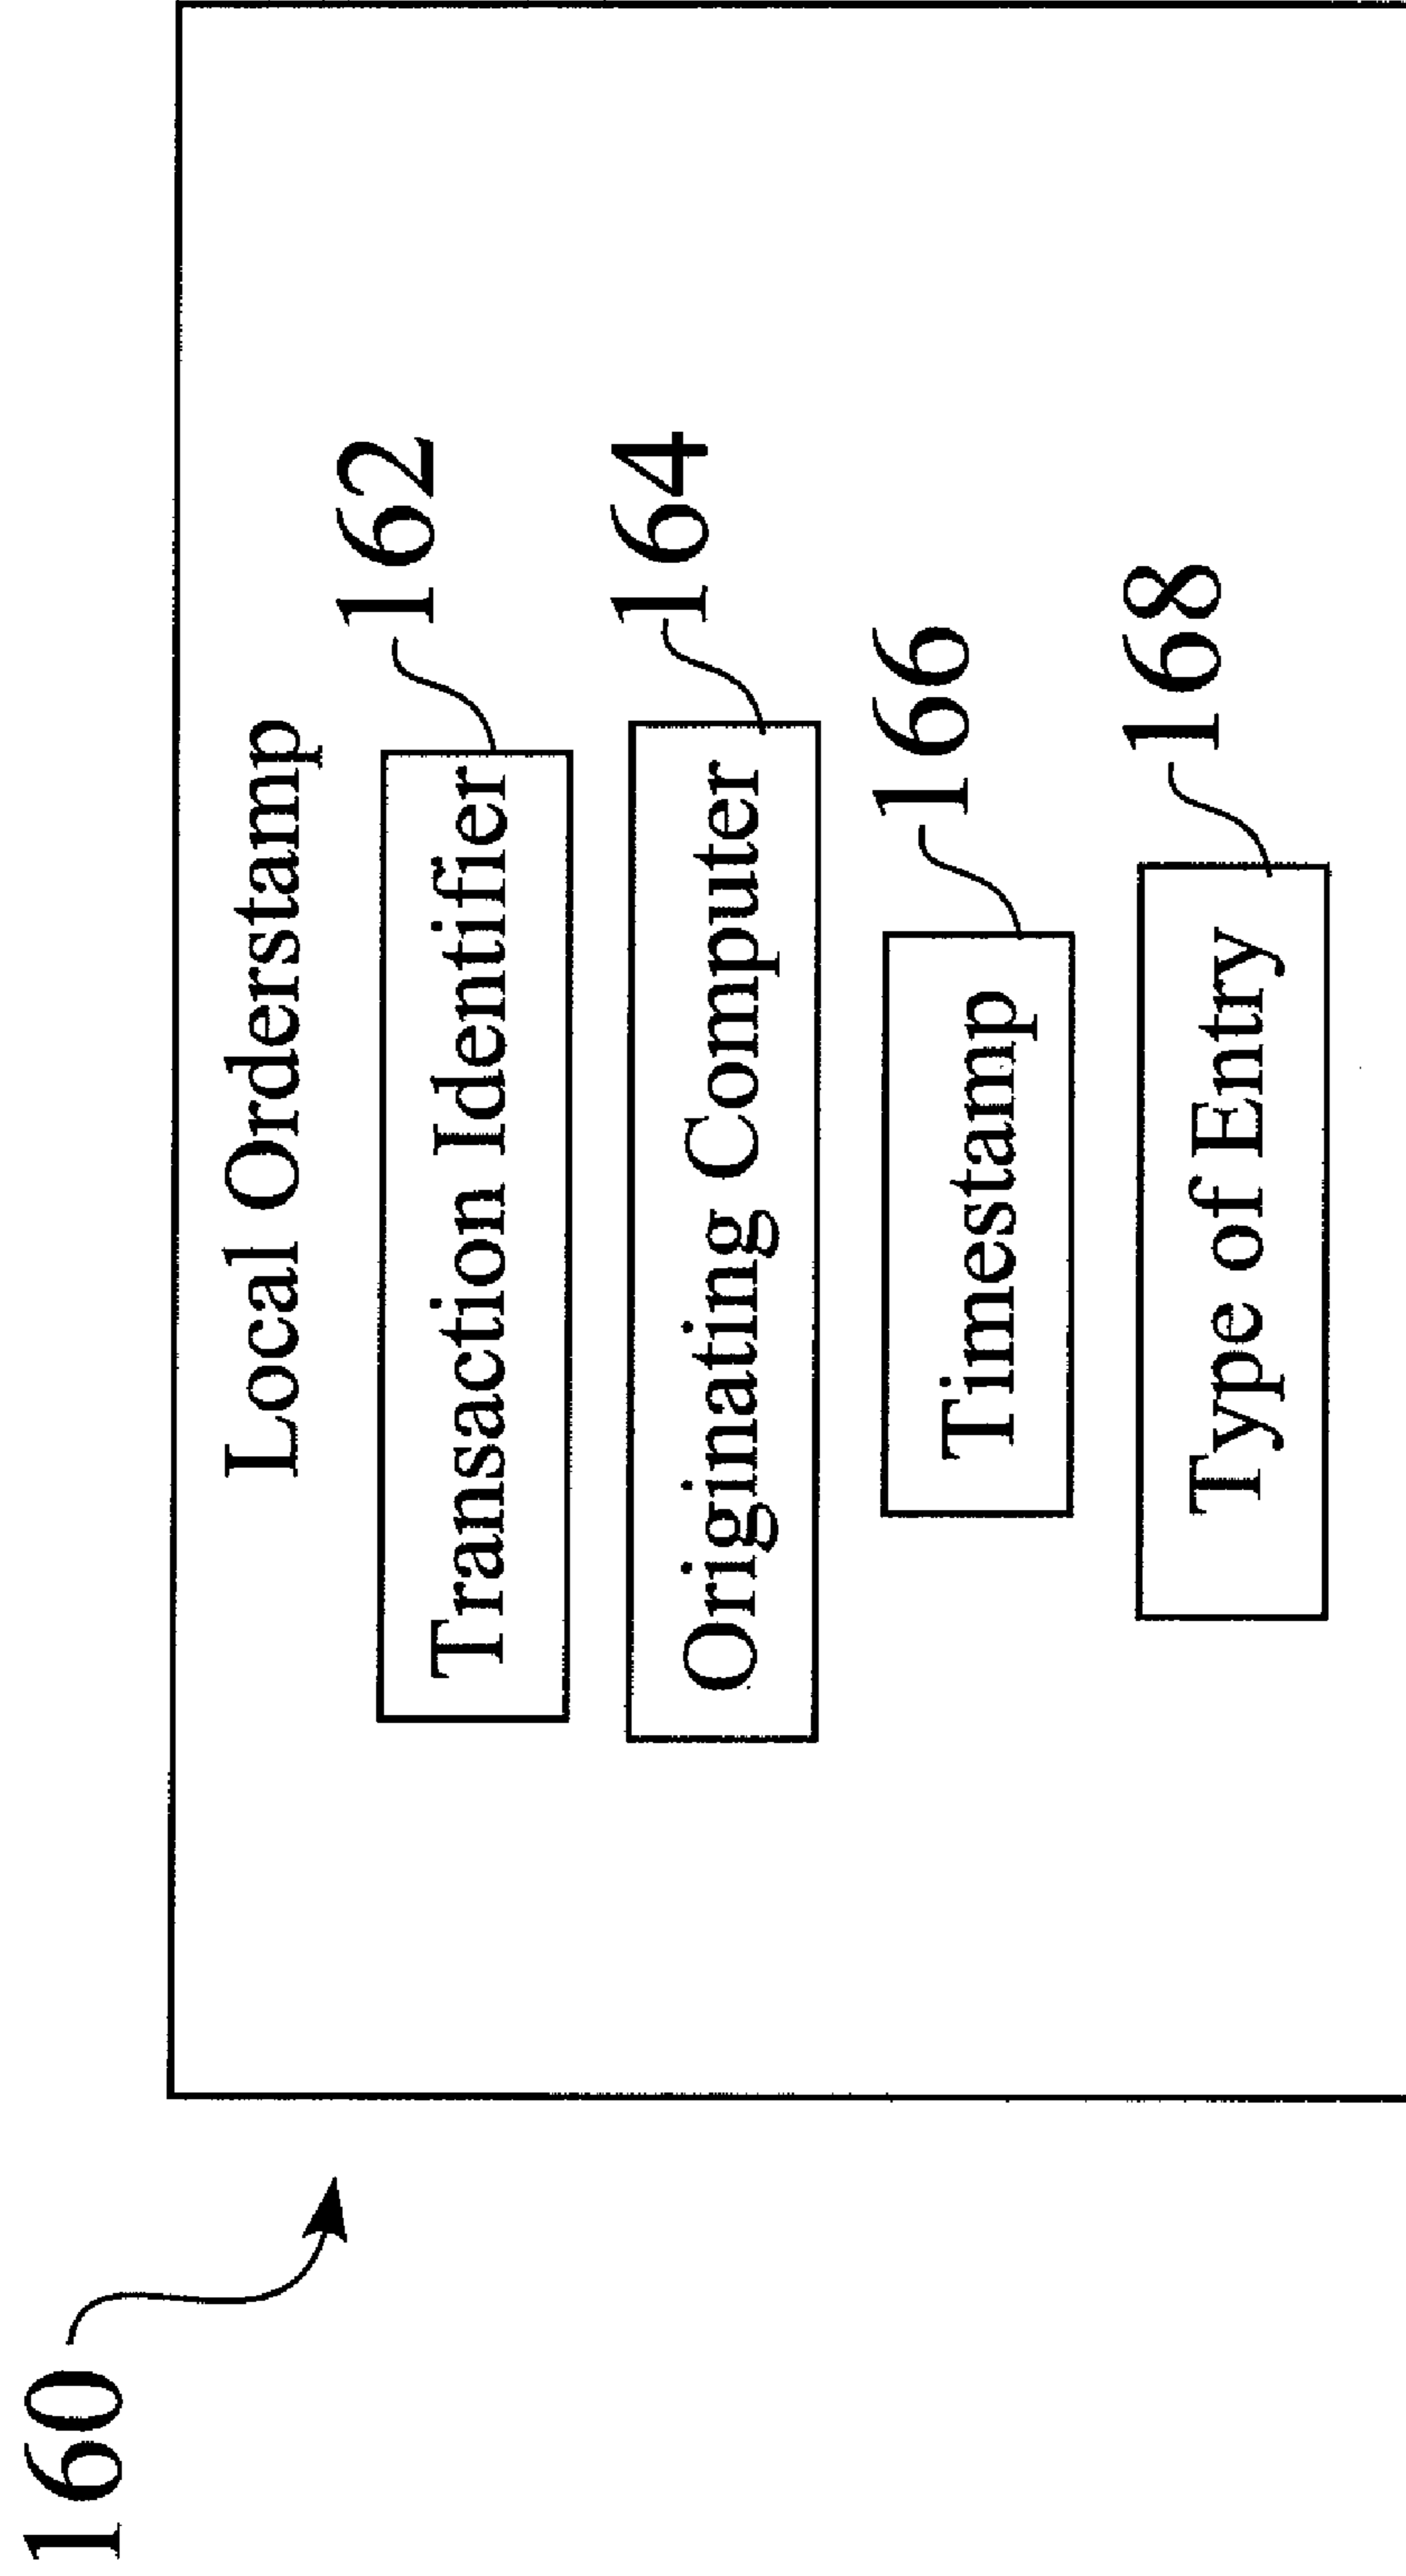 160
Local Orderstamp
162
Transaction Identifier
164
Originating Computer
166
Timestamp
168
Type of Entry